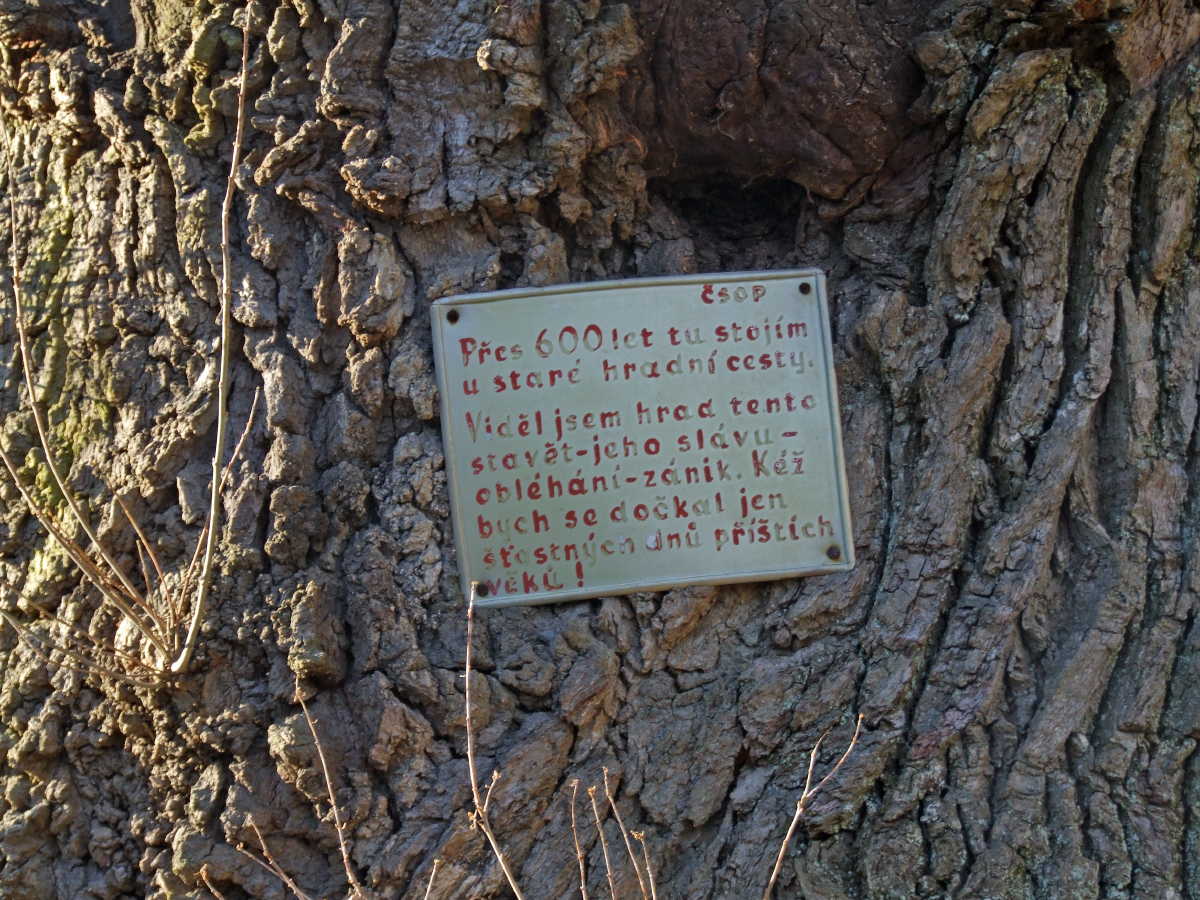 ČSOP
Přes 600 let tu stojím
u staré hradní cesty.
Viděl jsem hrad tento
stavět-jeho slávu-
obléhání-zánik. Kéž
bych se dočkal jen
šťastných dnů příštích
věků!